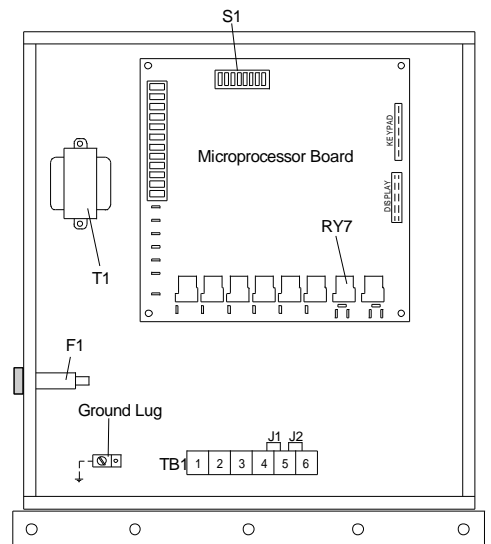 S1
KEYPAD
Microprocessor Board
DISPLAY
RY7
T1
F1
Ground Lug
J1 J2
TB1 1 2 3 4 5 6